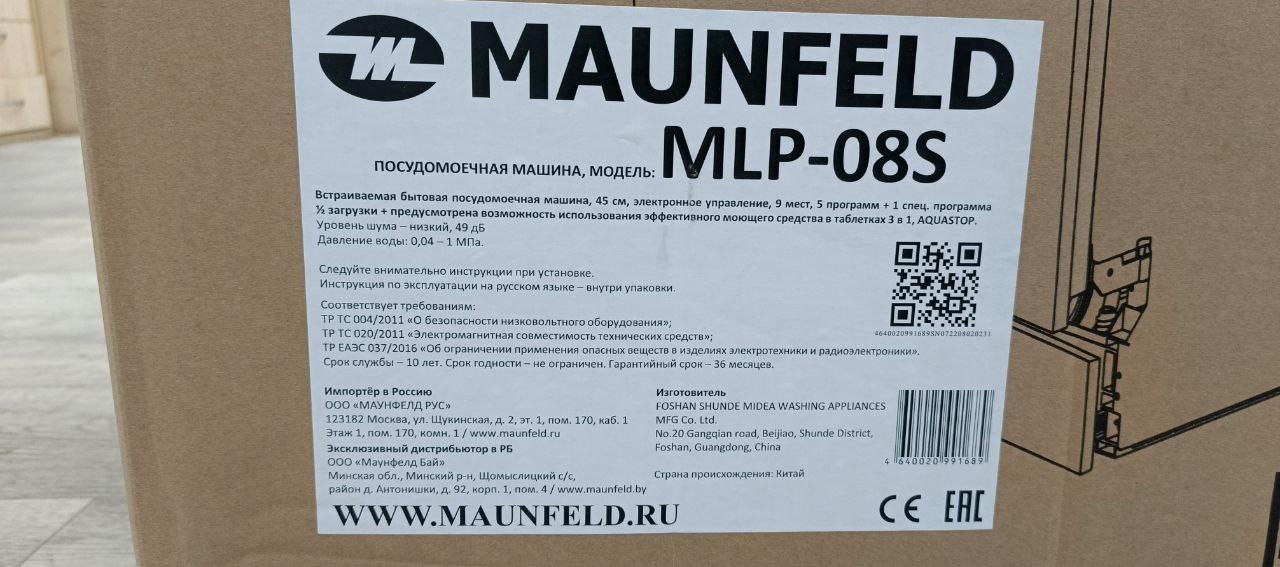 MAUNFELD
ПОСУДОМОЕЧНАЯ МАШИНА, МОДЕЛЬ: MLP-08S
Встраиваемая бытовая посудомоечная машина, 45 см, электронное управление, 9 мест, 5 программ + 1 спец. программа
½ загрузки + предусмотрена возможность использования эффективного моющего средства в таблетках 3 в 1, AQUASTOP.
Уровень шума – низкий, 49 дБ
Давление воды: 0,04 – 1 МПа.
Следуйте внимательно инструкции при установке.
Инструкция по эксплуатации на русском языке – внутри упаковки.
4640020991689SN072208020231
Соответствует требованиям:
ТР ТС 004/2011 «О безопасности низковольтного оборудования»;
ТР ТС 020/2011 «Электромагнитная совместимость технических средств»;
ТР ЕАЭС 037/2016 «Об ограничении применения опасных веществ в изделиях электротехники и радиоэлектроники».
Срок службы – 10 лет. Срок годности – не ограничен. Гарантийный срок – 36 месяцев.
Импортёр в Россию
ООО «МАУНФЕЛД РУС»
123182 Москва, ул. Щукинская, д. 2, эт. 1, пом. 170, каб. 1
Этаж 1, пом. 170, комн. 1 / www.maunfeld.ru
Эксклюзивный дистрибьютор в РБ
ООО «Маунфелд Бай»
Минская обл., Минский р-н, Щомыслицкий с/с,
район д. Антонишки, д. 92, корп. 1, пом. 4 / www.maunfeld.by
Изготовитель
FOSHAN SHUNDE MIDEA WASHING APPLIANCES
MFG Co. Ltd.
No.20 Gangqian road, Beijiao, Shunde District,
Foshan, Guangdong, China
Страна происхождения: Китай
4 640020 991689
WWW.MAUNFELD.RU
CE EAC